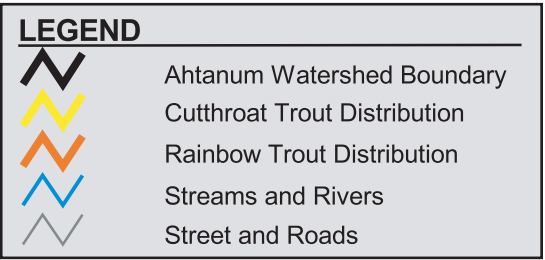 LEGEND
Ahtanum Watershed Boundary
Cutthroat Trout Distribution
Rainbow Trout Distribution
Streams and Rivers
Street and Roads